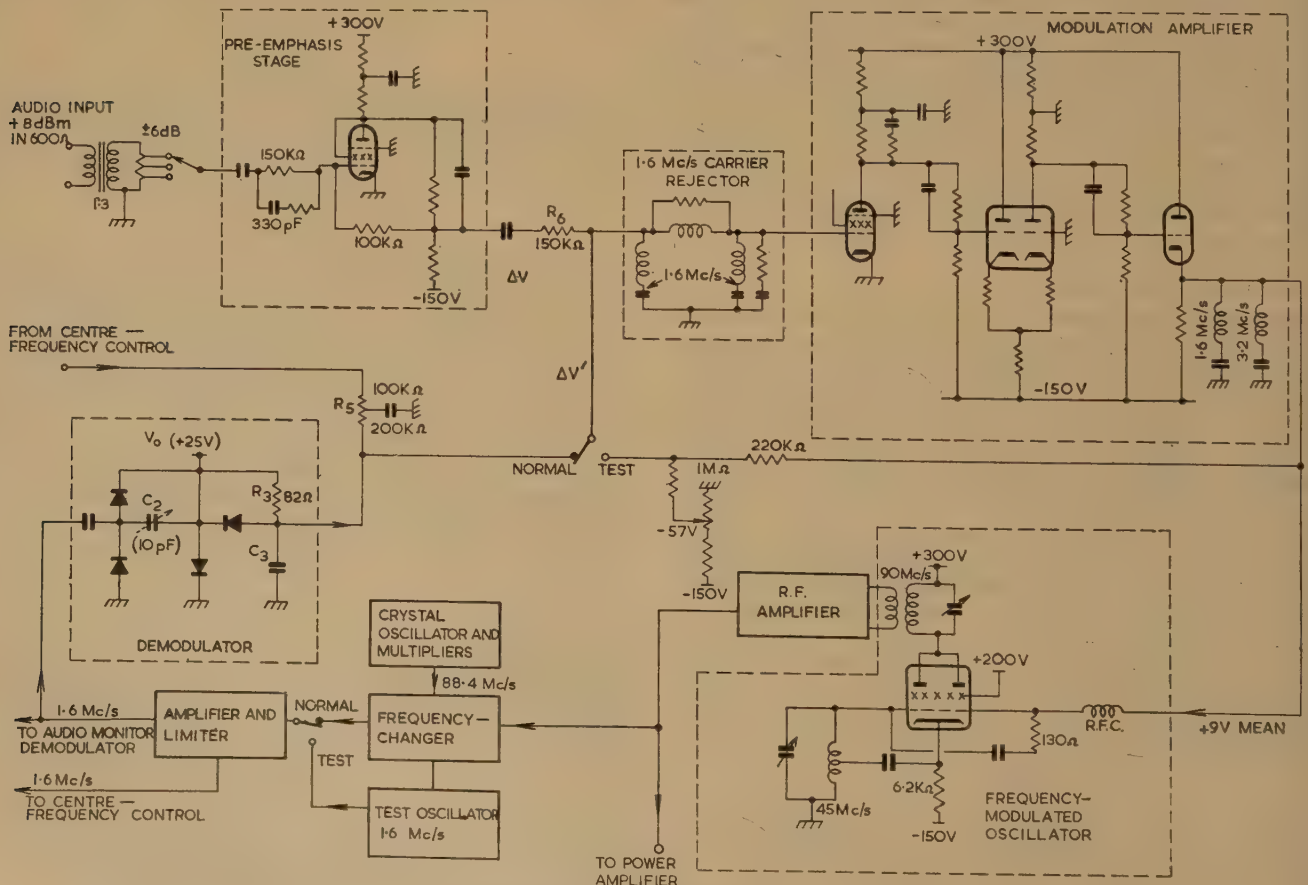 +300V
PRE-EMPHASIS
STAGE
AUDIO INPUT
+8dBm
IN 600Ω
±6dB
1:3
150KΩ
330pF
100KΩ
-150V
ΔV
R6
150KΩ
1·6 Mc/s CARRIER
REJECTOR
1·6Mc/s
MODULATION AMPLIFIER
+300V
1·6 Mc/s
3·2 Mc/s
-150V
FROM CENTRE —
FREQUENCY CONTROL
ΔV'
100KΩ
R5
200KΩ
V0 (+25V)
R3
82Ω
C2
(10pF)
C3
DEMODULATOR
NORMAL
TEST
220KΩ
1MΩ
-57V
-150V
R.F.
AMPLIFIER
90Mc/s
+300V
+200V
R.F.C.
+9V MEAN
130Ω
6·2KΩ
45Mc/s
-150V
FREQUENCY-
MODULATED
OSCILLATOR
CRYSTAL
OSCILLATOR AND
MULTIPLIERS
88·4 Mc/s
1·6 Mc/s
TO AUDIO MONITOR
DEMODULATOR
AMPLIFIER AND
LIMITER
NORMAL
TEST
FREQUENCY—
CHANGER
1·6Mc/s
TO CENTRE —
FREQUENCY CONTROL
TEST OSCILLATOR
1·6 Mc/s
TO POWER
AMPLIFIER